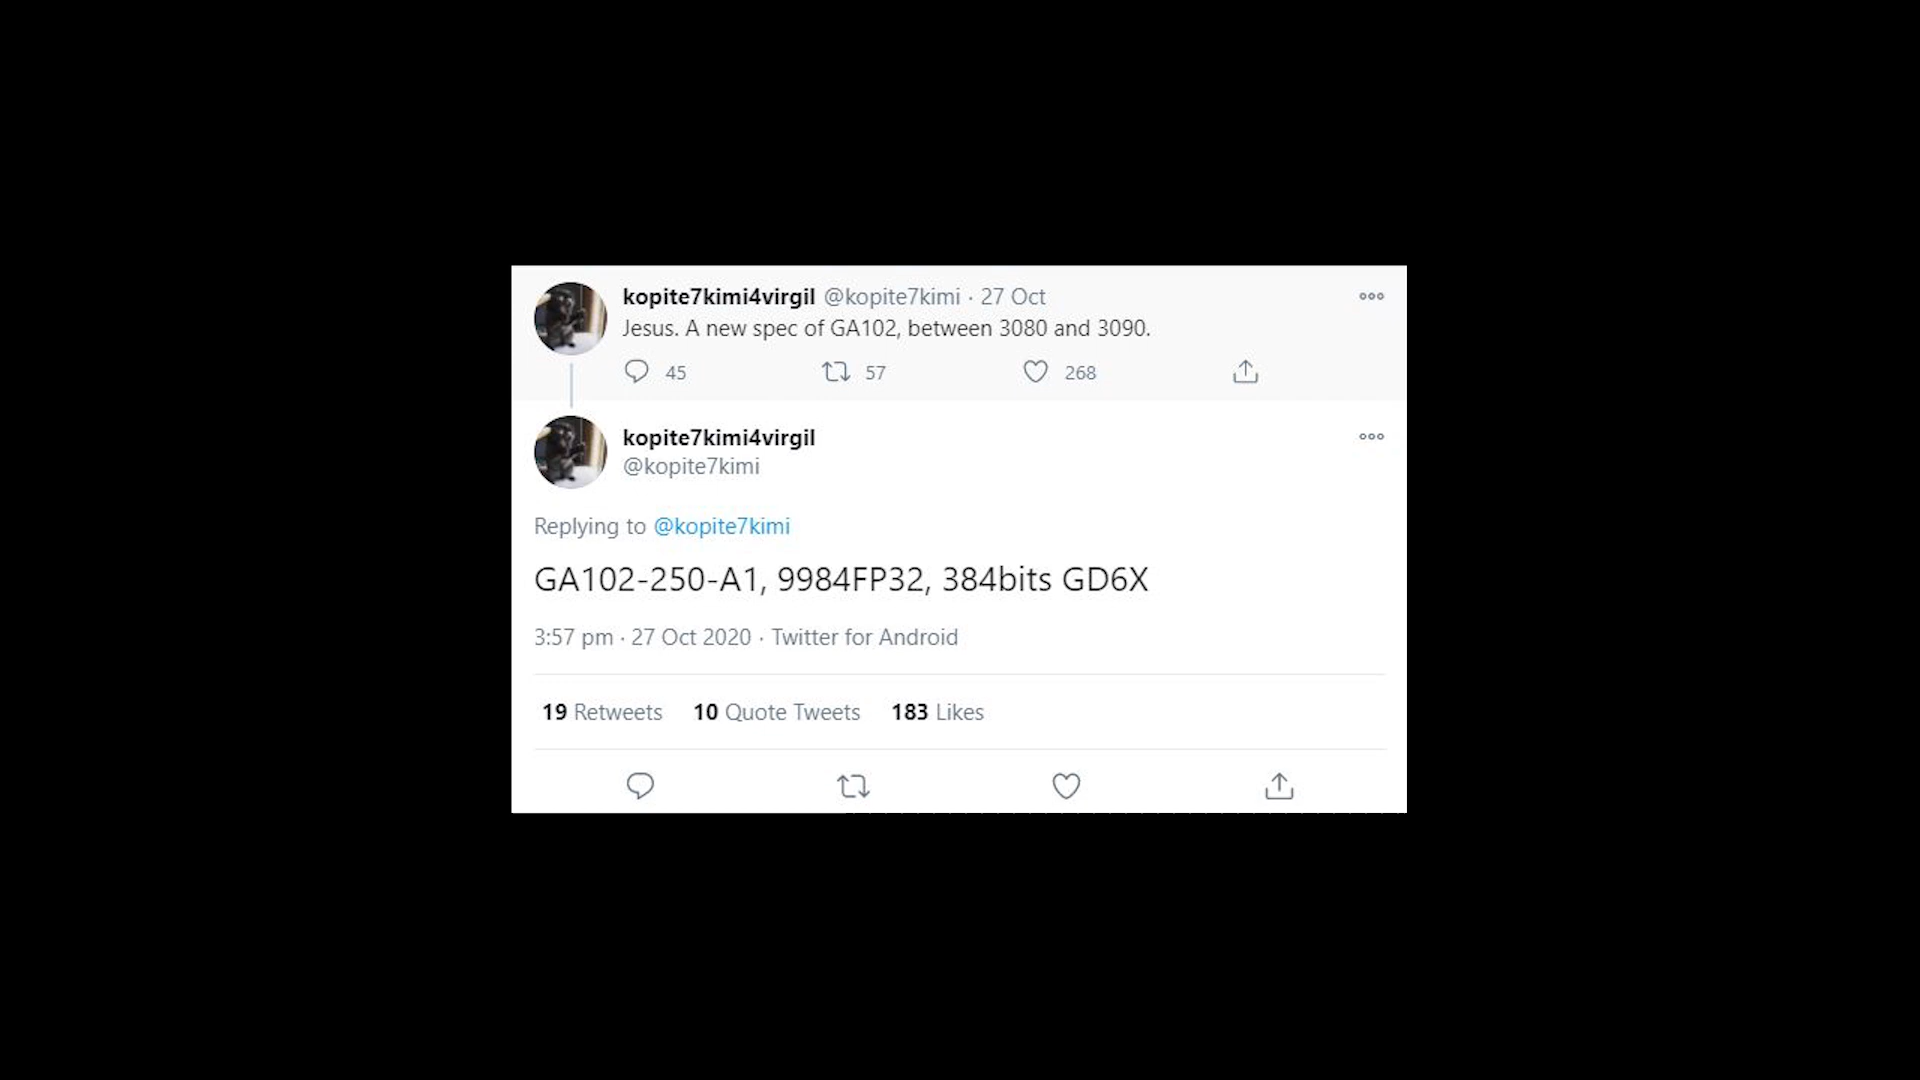 kopite7kimi4virgil @kopite7kimi · 27 Oct
Jesus. A new spec of GA102, between 3080 and 3090.
45 57 268
kopite7kimi4virgil
@kopite7kimi
Replying to @kopite7kimi
GA102-250-A1, 9984FP32, 384bits GD6X
3:57 pm · 27 Oct 2020 · Twitter for Android
19 Retweets 10 Quote Tweets 183 Likes